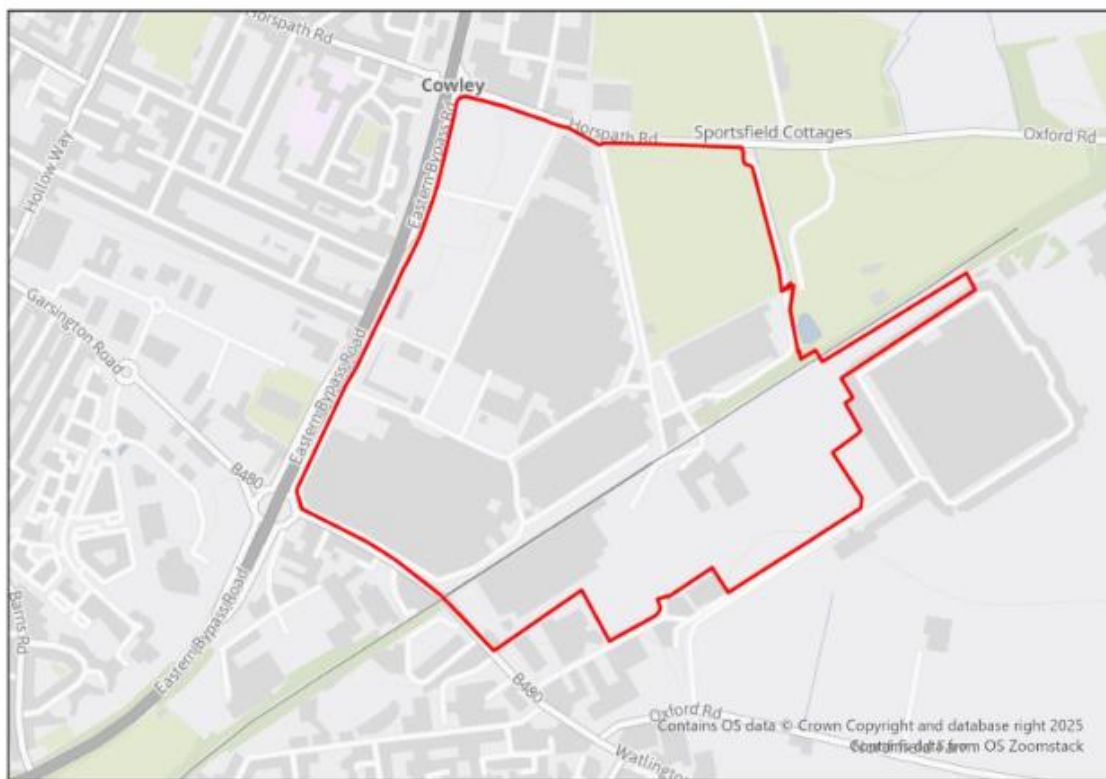 Horspath Rd
Cowley
Horspath Rd
Sportsfield Cottages
Oxford Rd
Hollow Way
Eastern Bypass Rd
Garsington Road
Eastern Bypass Road
B480
Eastern Bypass Road
Barns Rd
B480
Oxford Rd
Watlington
Contains OS data © Crown Copyright and database right 2025
Contains data from OS Zoomstack